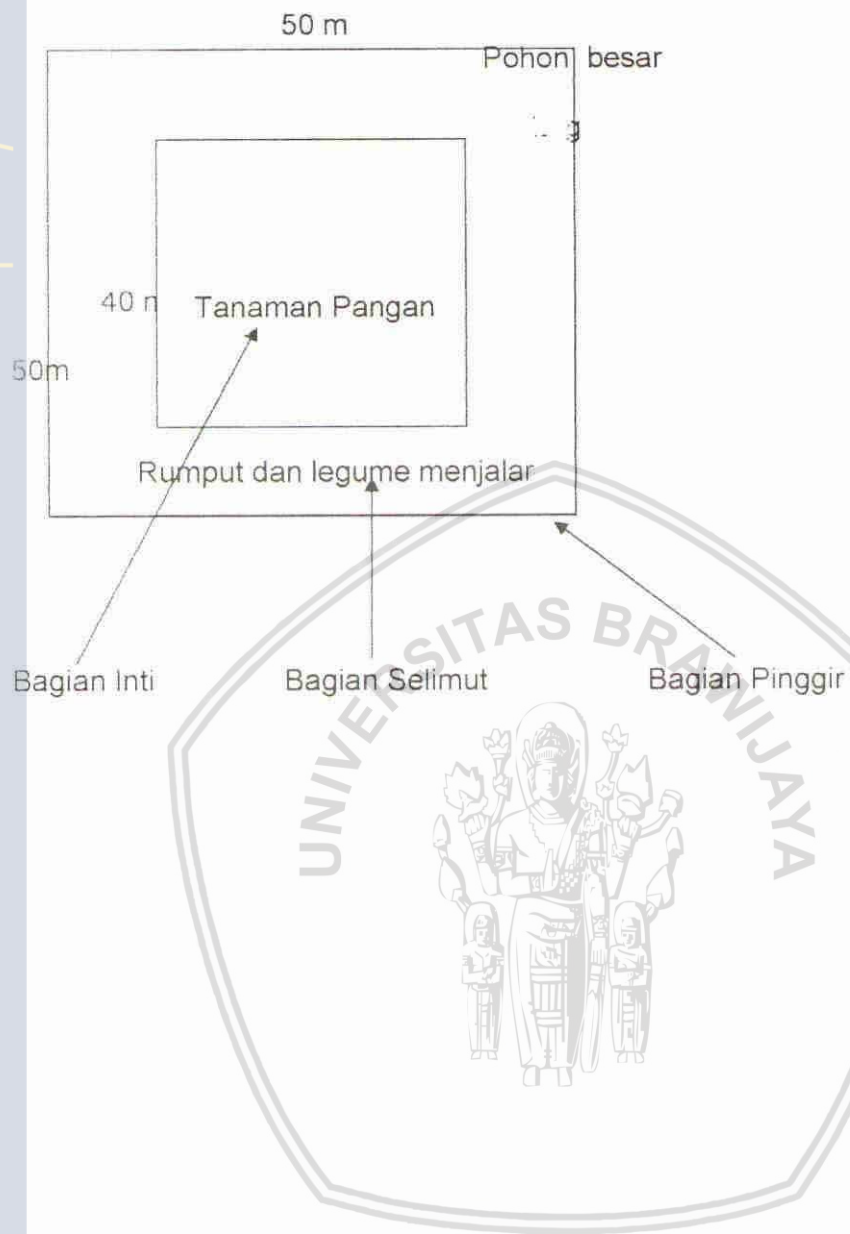 50 m
Pohon besar
40
Tanaman Pangan
50m
Rumput dan legume menjalar
Bagian Inti
Bagian Selimut
Bagian Pinggir
UNIVERSITAS BRAWIJAYA